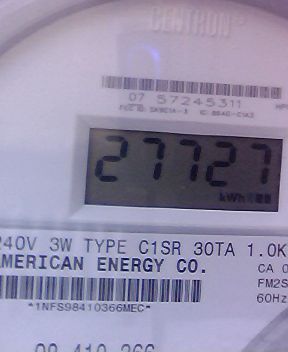 CENTRON®
07 57245311
27727
kWh
240V 3W TYPE C1SR 30TA 1.0K
AMERICAN ENERGY CO.
CA 0
FM2S
60Hz
*1NFS98410366MEC*